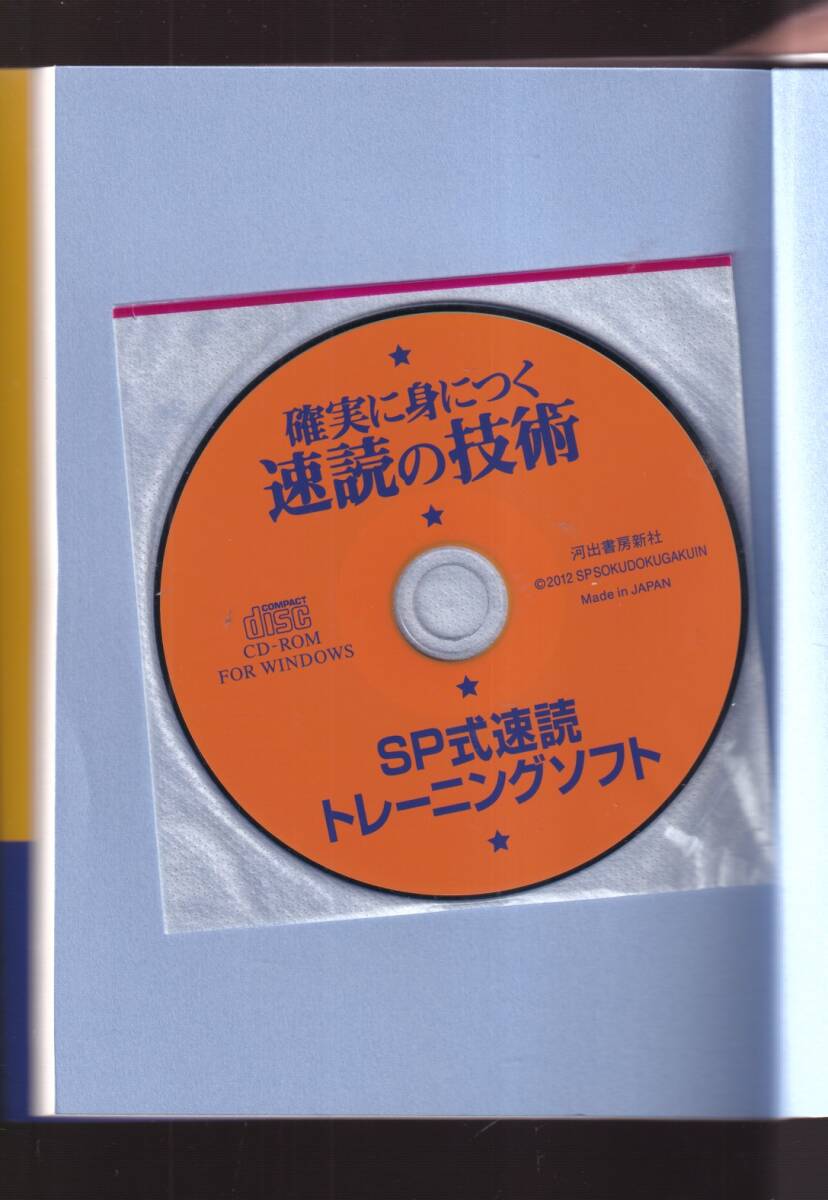 確実に身につく
速読の技術
河出書房新社
©2012 SPSOKUDOKUGAKUIN
Made in JAPAN
COMPACT
disc
CD-ROM
FOR WINDOWS
SP式速読
トレーニングソフト